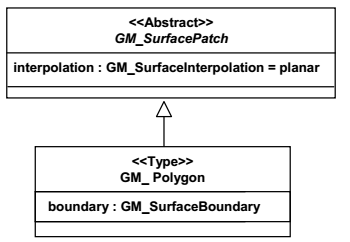 <<Abstract>>
GM_SurfacePatch
interpolation : GM_SurfaceInterpolation = planar
<<Type>>
GM_ Polygon
boundary : GM_SurfaceBoundary